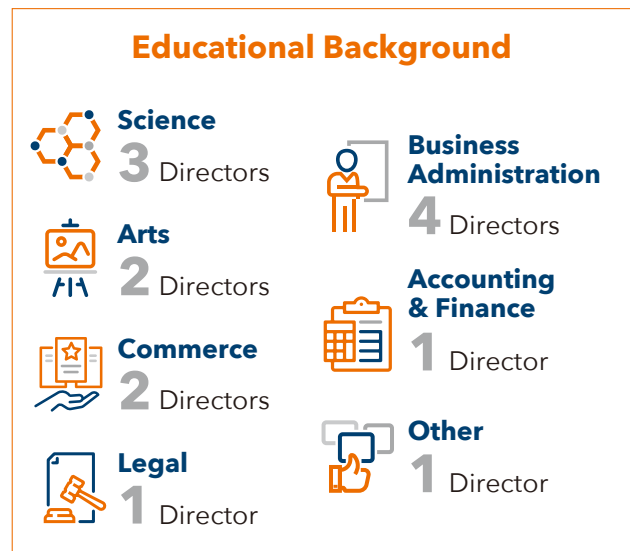 Educational Background
Science
3 Directors
Arts
2 Directors
Commerce
2 Directors
Legal
1 Director
Business
Administration
4 Directors
Accounting
& Finance
1 Director
Other
1 Director